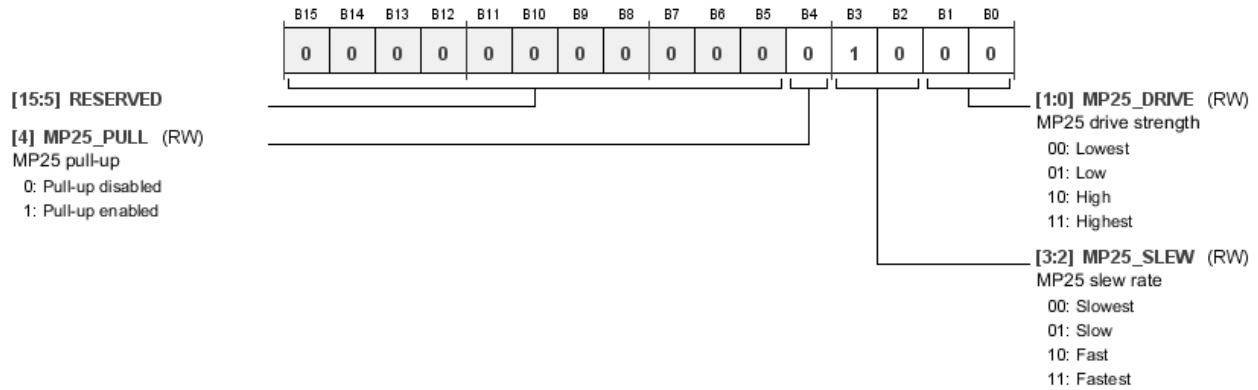 B15 B14 B13 B12 B11 B10 B9 B8 B7 B6 B5 B4 B3 B2 B1 B0
0 0 0 0 0 0 0 0 0 0 0 0 1 0 0 0
[15:5] RESERVED
[4] MP25_PULL (RW)
MP25 pull-up
0: Pull-up disabled
1: Pull-up enabled
[1:0] MP25_DRIVE (RW)
MP25 drive strength
00: Lowest
01: Low
10: High
11: Highest
[3:2] MP25_SLEW (RW)
MP25 slew rate
00: Slowest
01: Slow
10: Fast
11: Fastest